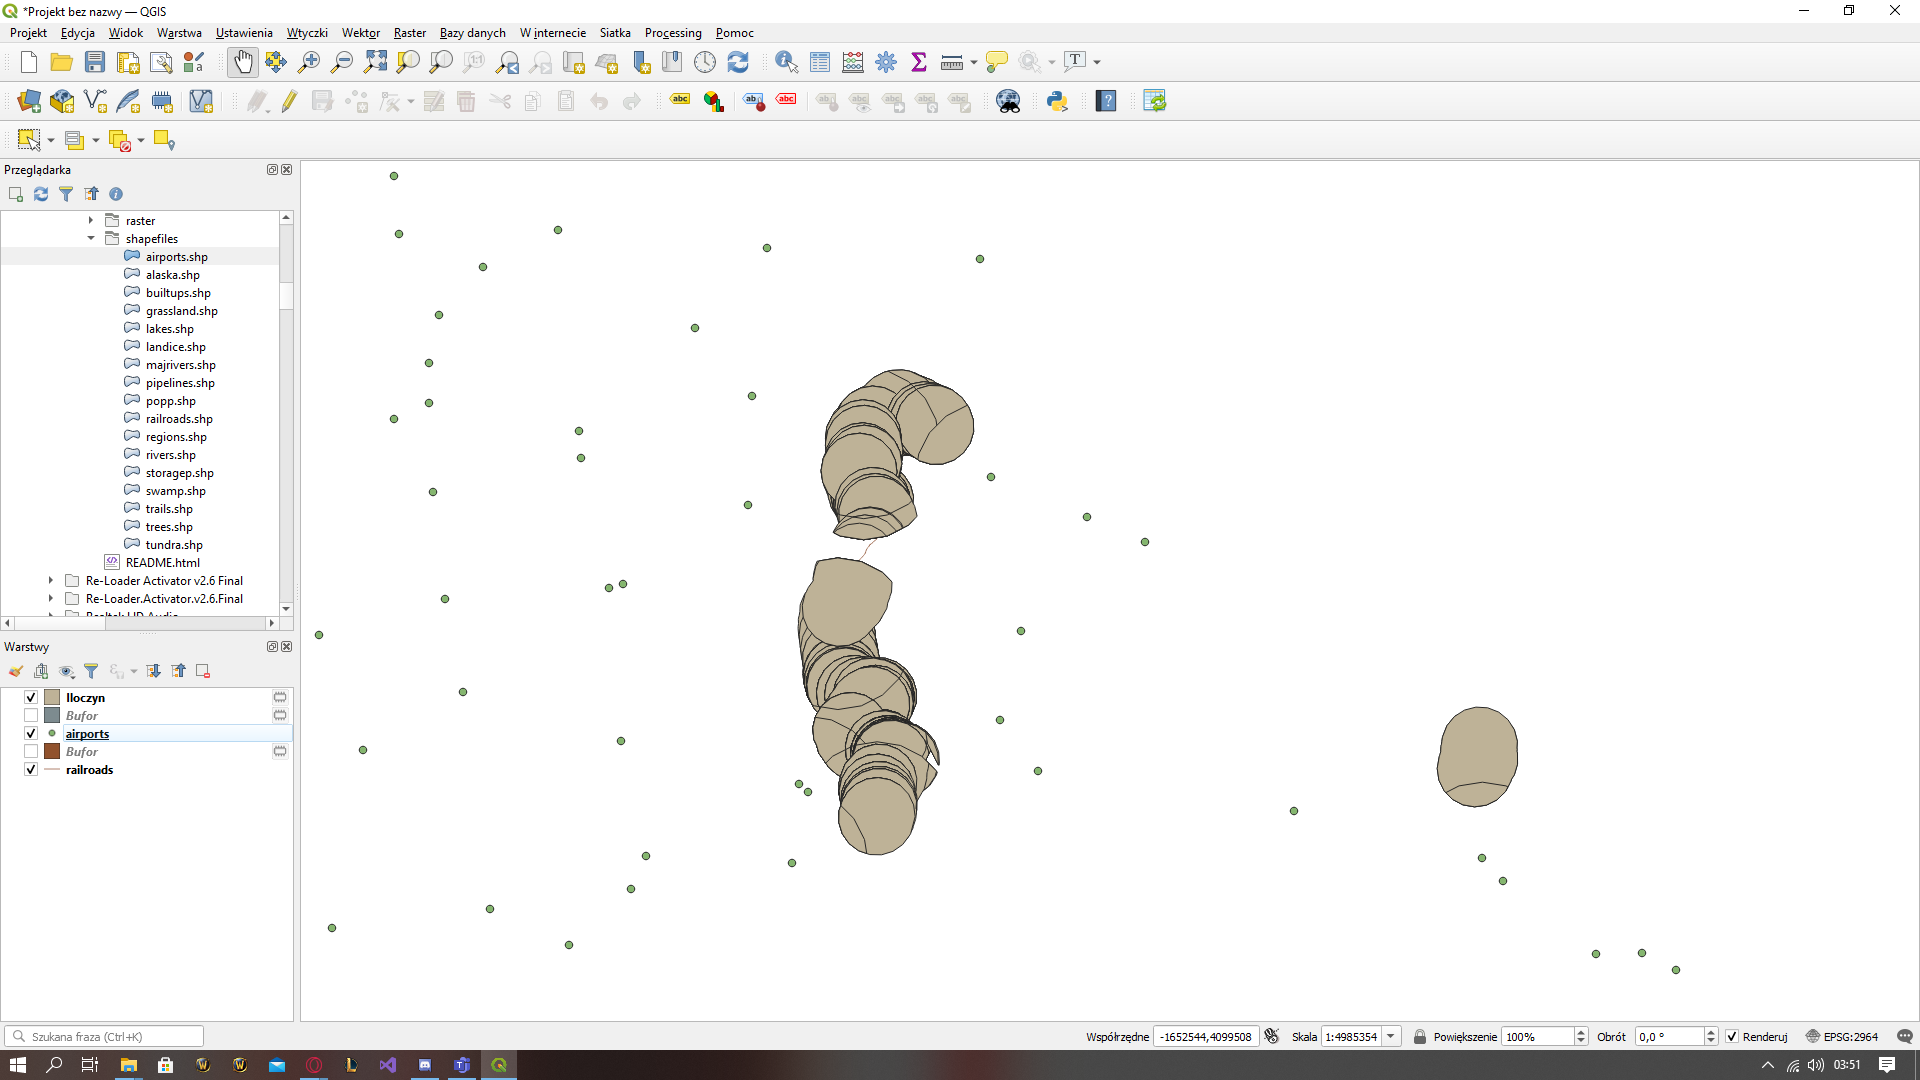 *Projekt bez nazwy — QGIS
Projekt Edycja Widok Warstwa Ustawienia Wtyczki Wektor Raster Bazy danych W internecie Siatka Processing Pomoc
Przeglądarka
raster
shapefiles
airports.shp
alaska.shp
builtups.shp
grassland.shp
lakes.shp
landice.shp
majrivers.shp
pipelines.shp
popp.shp
railroads.shp
regions.shp
rivers.shp
storagep.shp
swamp.shp
trails.shp
trees.shp
tundra.shp
README.html
Re-Loader Activator v2.6 Final
Re-Loader.Activator.v2.6.Final
Realtek HD Audio
Warstwy
Iloczyn
Bufor
airports
Bufor
railroads
Szukana fraza (Ctrl+K)
Współrzędne -1652544,4099508 Skala 1:4985354 Powiększenie 100% Obrót 0,0 ° Renderuj EPSG:2964
03:51